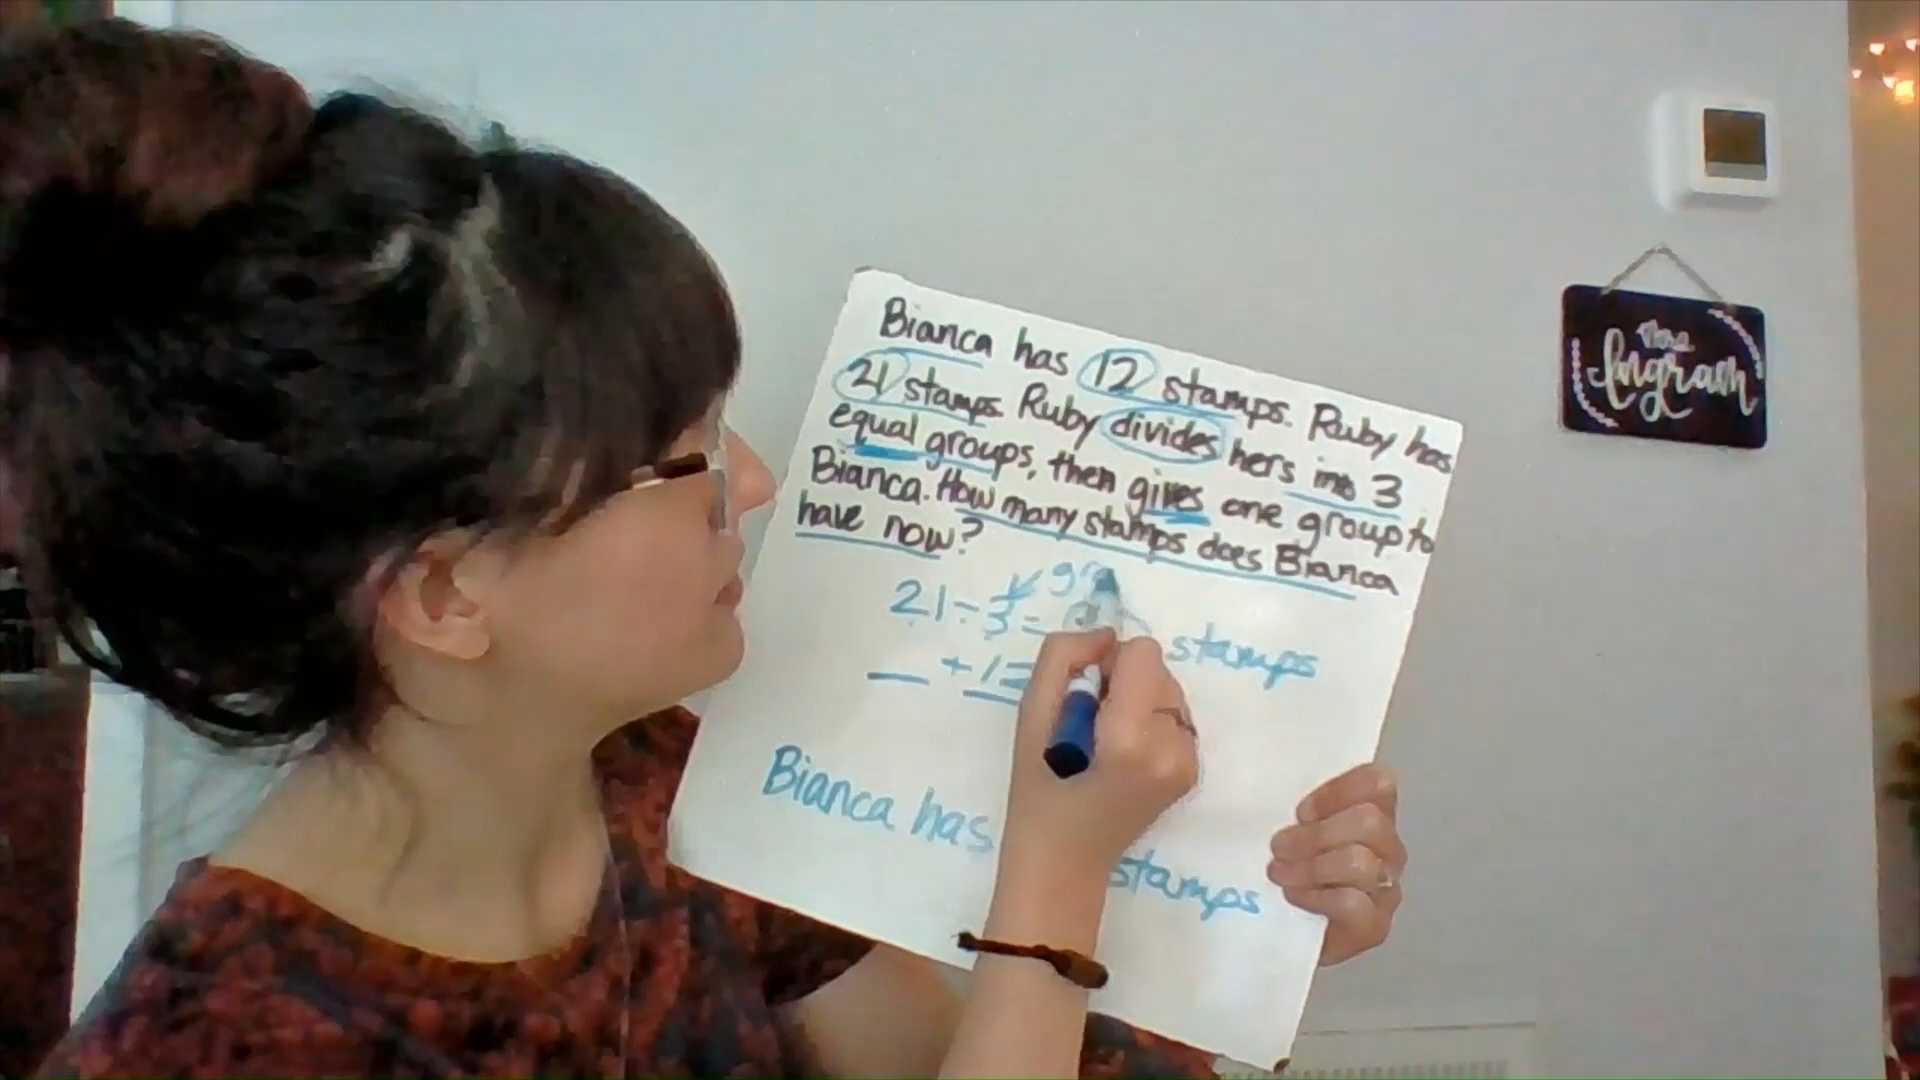 Bianca has 12 stamps. Ruby has
21 stamps. Ruby divides hers into 3
equal groups, then gives one group to
Bianca. How many stamps does Bianca
have now?
21 ÷ 3 =
stamps
+ 12
Bianca has
stamps
Ingram